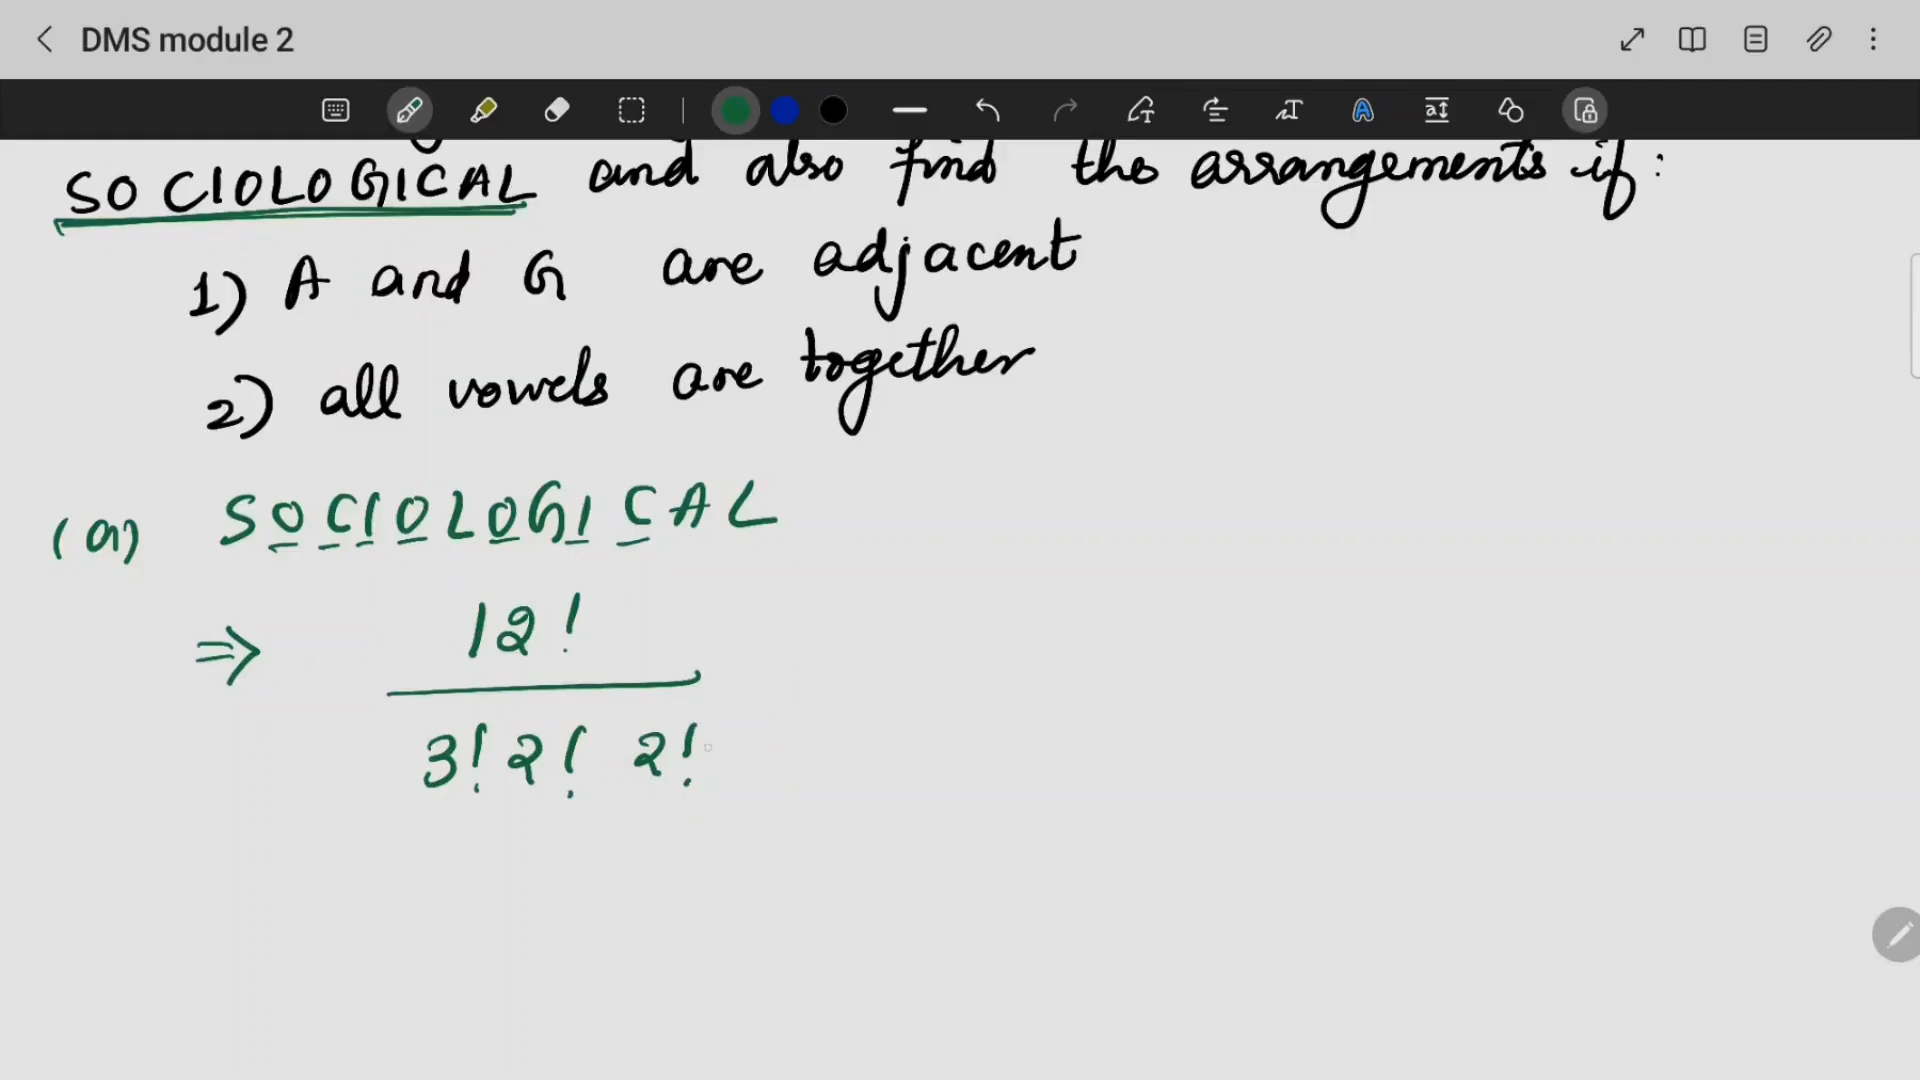 DMS module 2
SOCIOLOGICAL and also find the arrangements if:
1) A and G are adjacent
2) all vowels are together
(a) SOCIOLOGICAL
⇒ 12!
3! 2! 2!